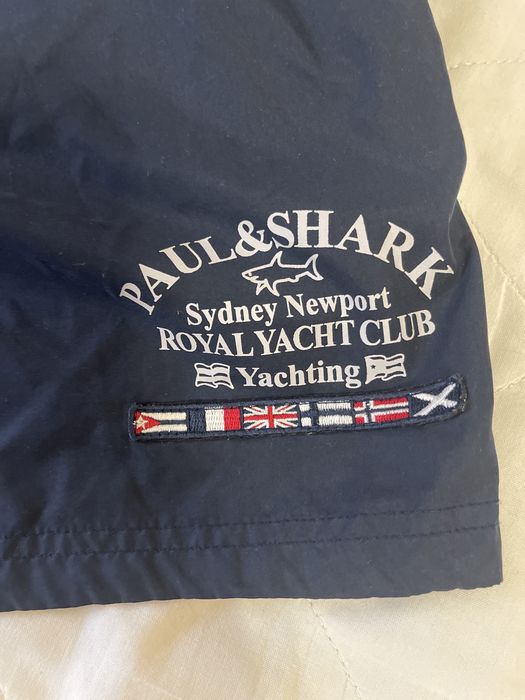 PAUL&SHARK
Sydney Newport
ROYAL YACHT CLUB
Yachting